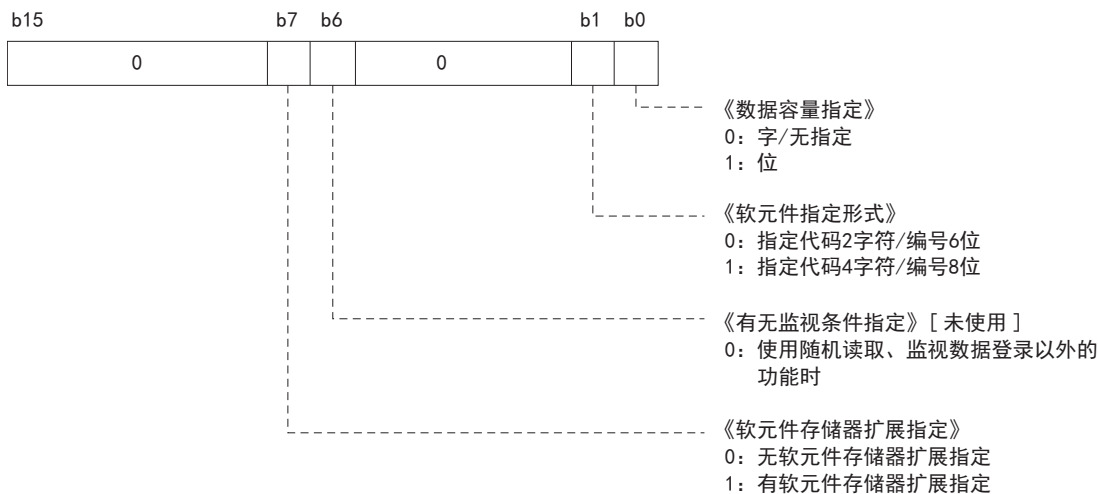 b15 b7 b6 b1 b0
0 0
《数据容量指定》
0：字/无指定
1：位
《软元件指定形式》
0：指定代码2字符/编号6位
1：指定代码4字符/编号8位
《有无监视条件指定》[ 未使用 ]
0：使用随机读取、监视数据登录以外的
功能时
《软元件存储器扩展指定》
0：无软元件存储器扩展指定
1：有软元件存储器扩展指定